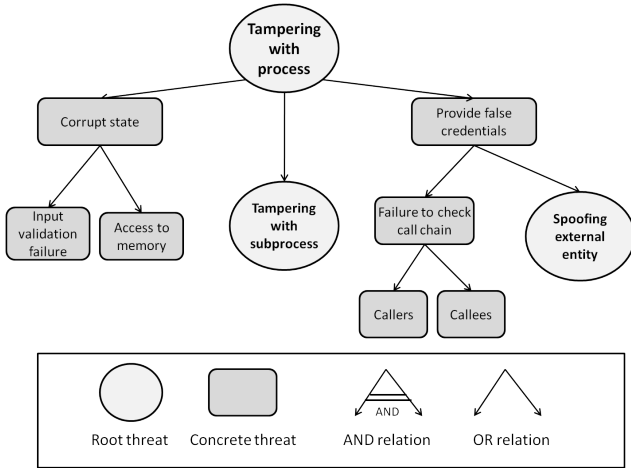 Tampering
with
process
Corrupt state
Provide false
credentials
Input
validation
failure
Access to
memory
Tampering
with
subprocess
Failure to check
call chain
Spoofing
external
entity
Callers
Callees
AND
Root threat
Concrete threat
AND relation
OR relation